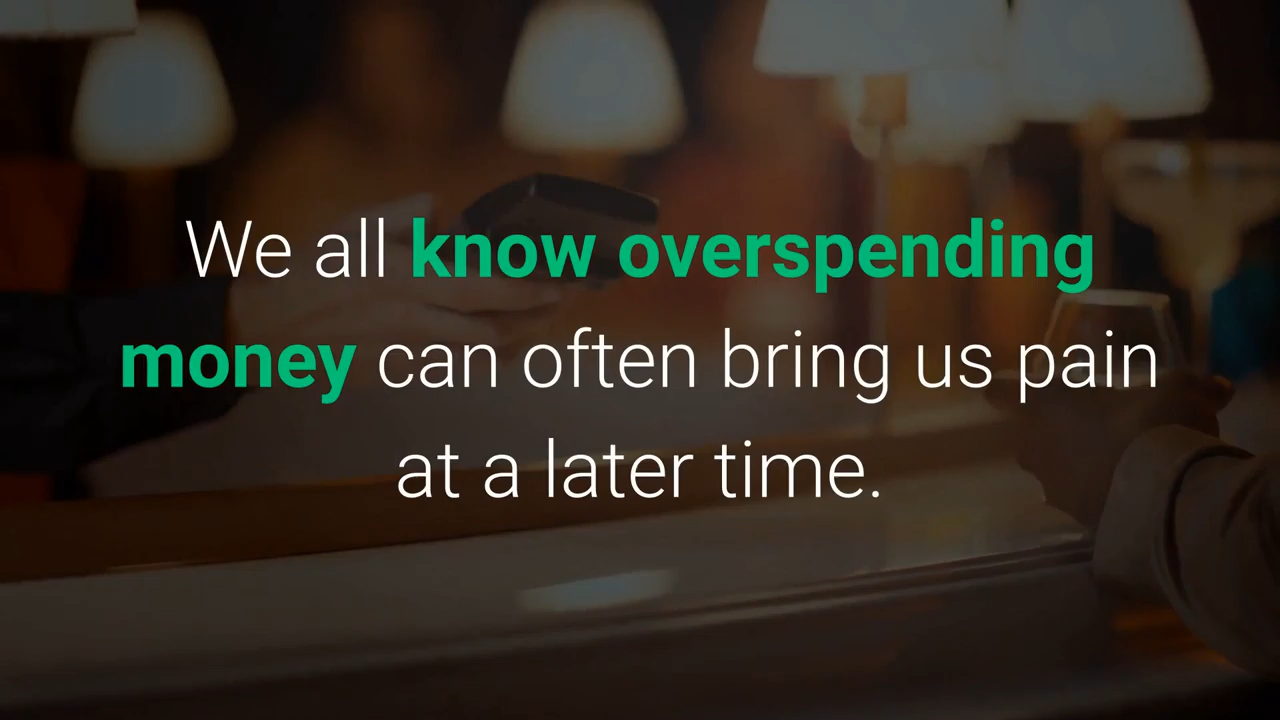 We all know overspending
money can often bring us pain
at a later time.